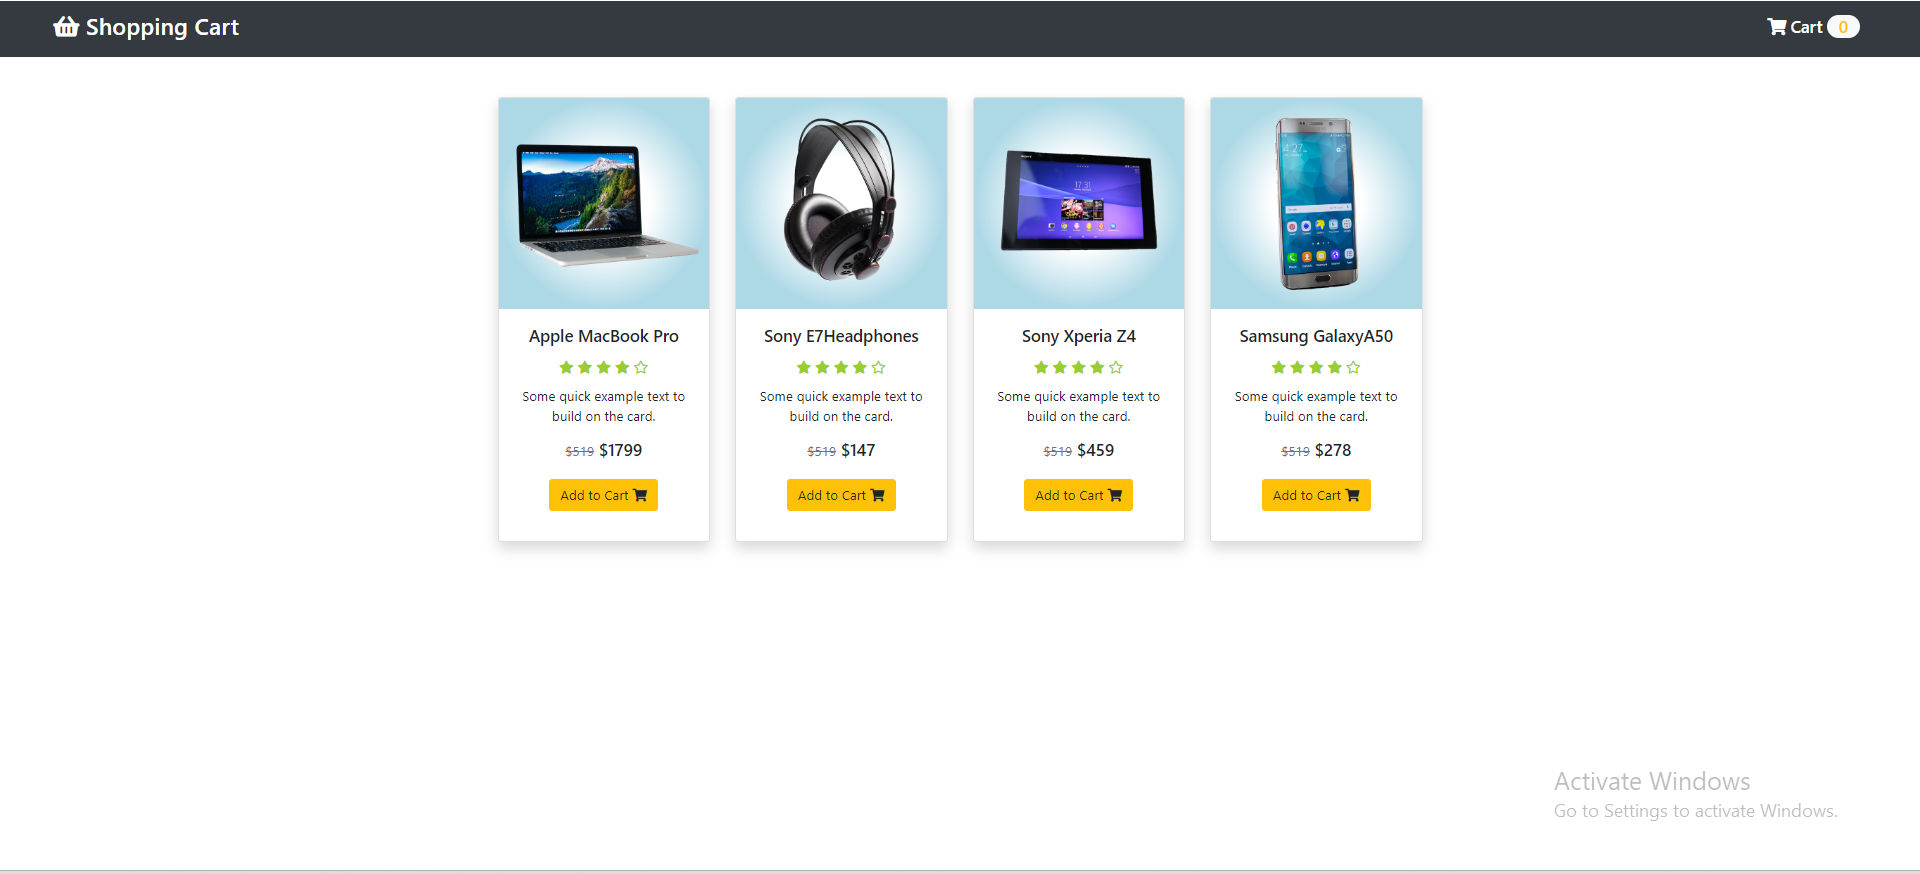 Shopping Cart
Cart 0
Apple MacBook Pro
Some quick example text to
build on the card.
$519 $1799
Add to Cart
Sony E7Headphones
Some quick example text to
build on the card.
$519 $147
Add to Cart
17:31
Sony Xperia Z4
Some quick example text to
build on the card.
$519 $459
Add to Cart
4:27
Samsung GalaxyA50
Some quick example text to
build on the card.
$519 $278
Add to Cart
Activate Windows
Go to Settings to activate Windows.